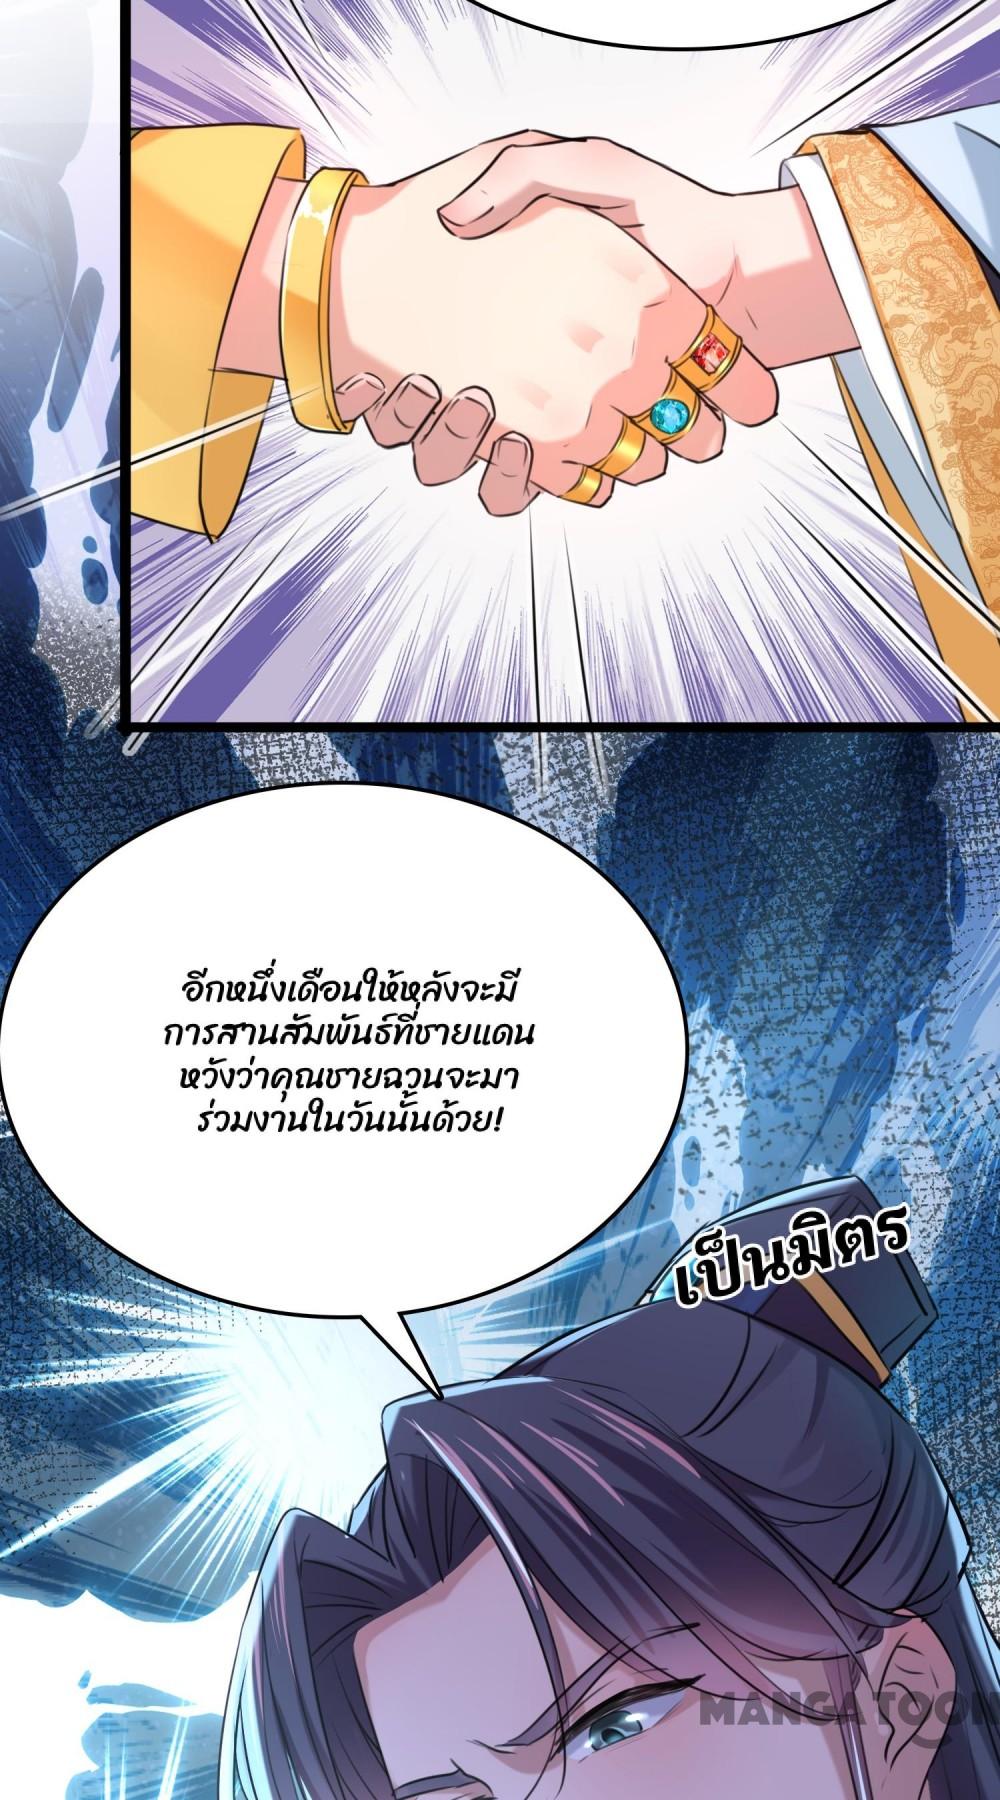 อีกหนึ่งเดือนให้หลังจะมี
การสานสัมพันธ์ที่ชายแดน
หวังว่าคุณชายฉวนจะมา
ร่วมงานในวันนั้นด้วย!
เป็นมิตร
MANGATOON